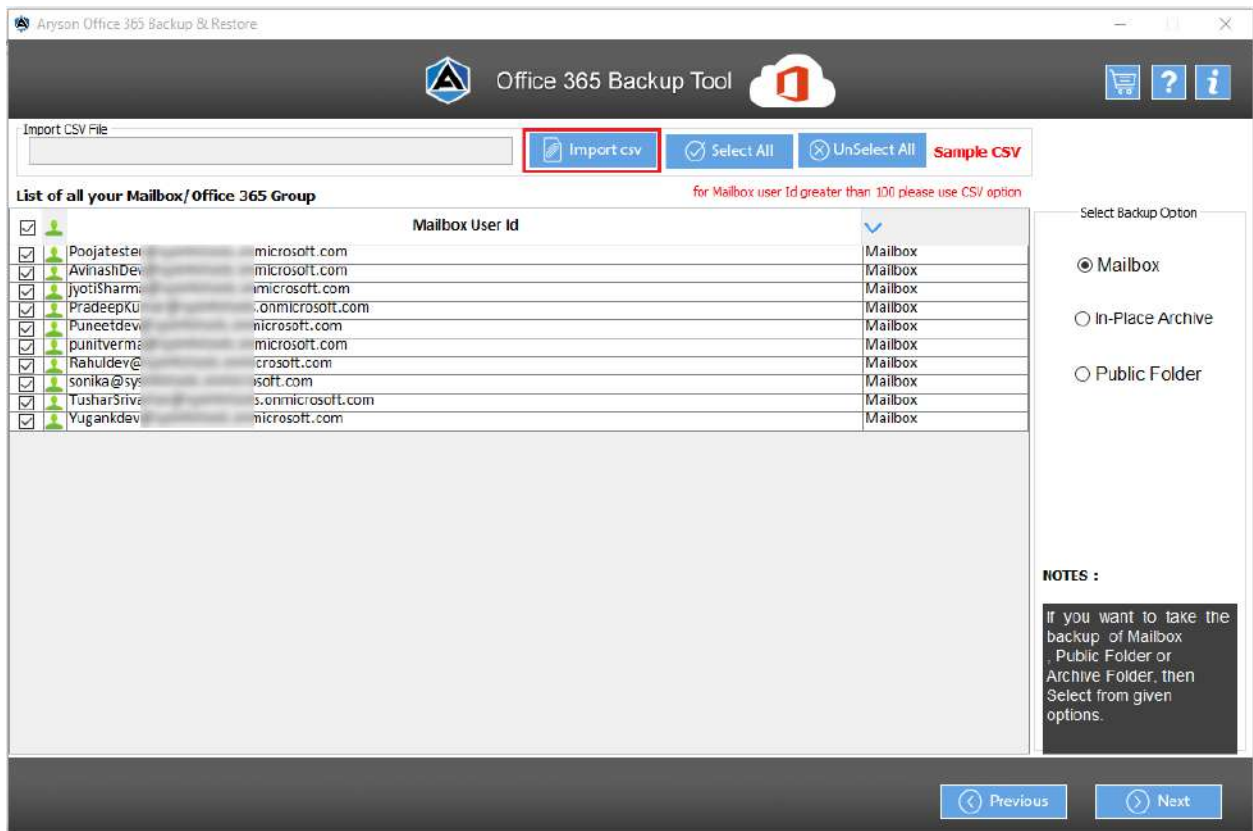 Aryson Office 365 Backup & Restore
Office 365 Backup Tool
Import CSV File
Import csv
Select All
UnSelect All
Sample CSV
List of all your Mailbox/Office 365 Group
for Mailbox user Id greater than 100 please use CSV option
Mailbox User Id
Poojatester microsoft.com Mailbox
AvinashDev microsoft.com Mailbox
jyotiSharma microsoft.com Mailbox
PradeepKu .onmicrosoft.com Mailbox
Puneetdev microsoft.com Mailbox
punitverma microsoft.com Mailbox
Rahuldev@ crosoft.com Mailbox
sonika@sys osoft.com Mailbox
TusharSriva s.onmicrosoft.com Mailbox
Yugankdev microsoft.com Mailbox
Select Backup Option
Mailbox
In-Place Archive
Public Folder
NOTES :
If you want to take the
backup of Mailbox
, Public Folder or
Archive Folder, then
Select from given
options.
Previous
Next